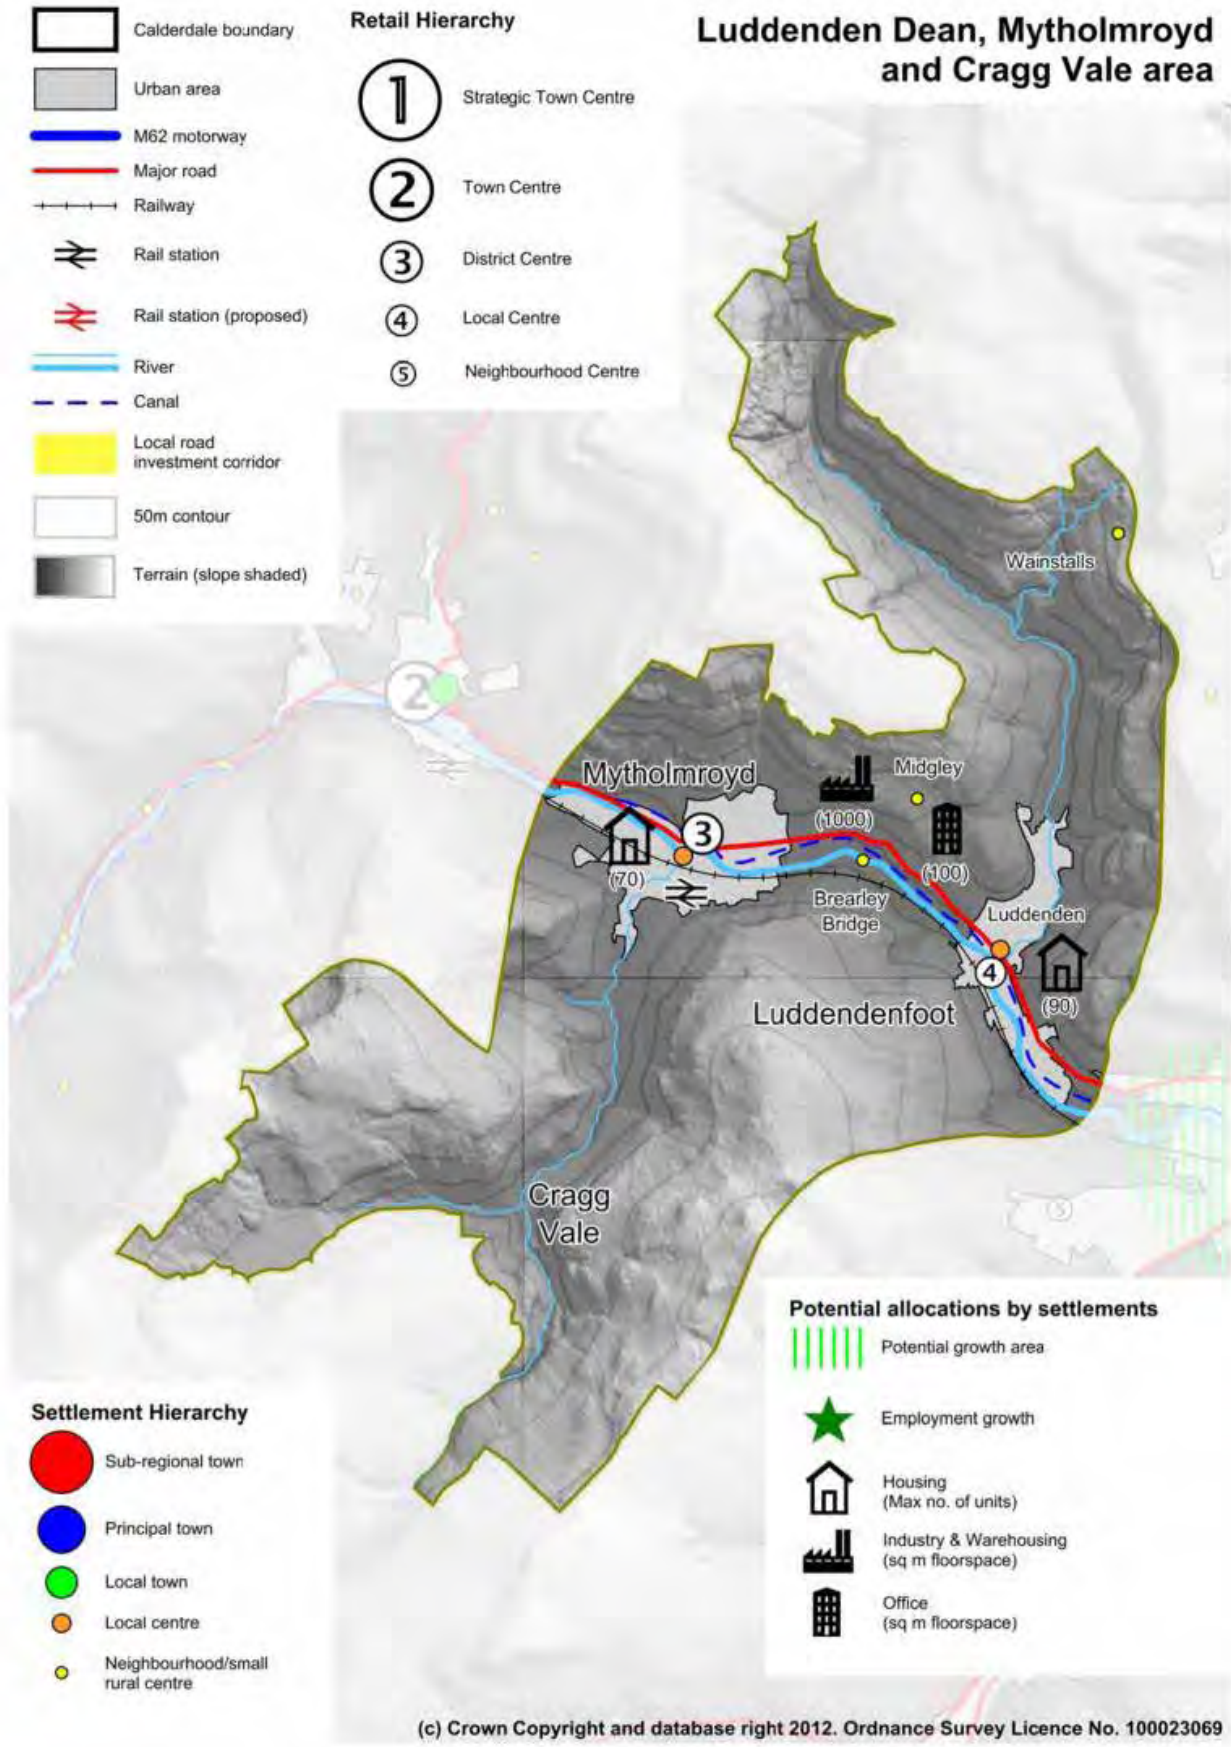 Luddenden Dean, Mytholmroyd
and Cragg Vale area
Calderdale boundary
Urban area
M62 motorway
Major road
Railway
Rail station
Rail station (proposed)
River
Canal
Local road
investment corridor
50m contour
Terrain (slope shaded)
Retail Hierarchy
1
Strategic Town Centre
2
Town Centre
3
District Centre
4
Local Centre
5
Neighbourhood Centre
Wainstalls
2
Mytholmroyd
Midgley
3
(1000)
(70)
(100)
Brearley
Bridge
Luddenden
4
Luddendenfoot
(90)
Cragg
Vale
5
Potential allocations by settlements
Potential growth area
Employment growth
Housing
(Max no. of units)
Industry & Warehousing
(sq m floorspace)
Office
(sq m floorspace)
Settlement Hierarchy
Sub-regional town
Principal town
Local town
Local centre
Neighbourhood/small
rural centre
(c) Crown Copyright and database right 2012. Ordnance Survey Licence No. 100023069